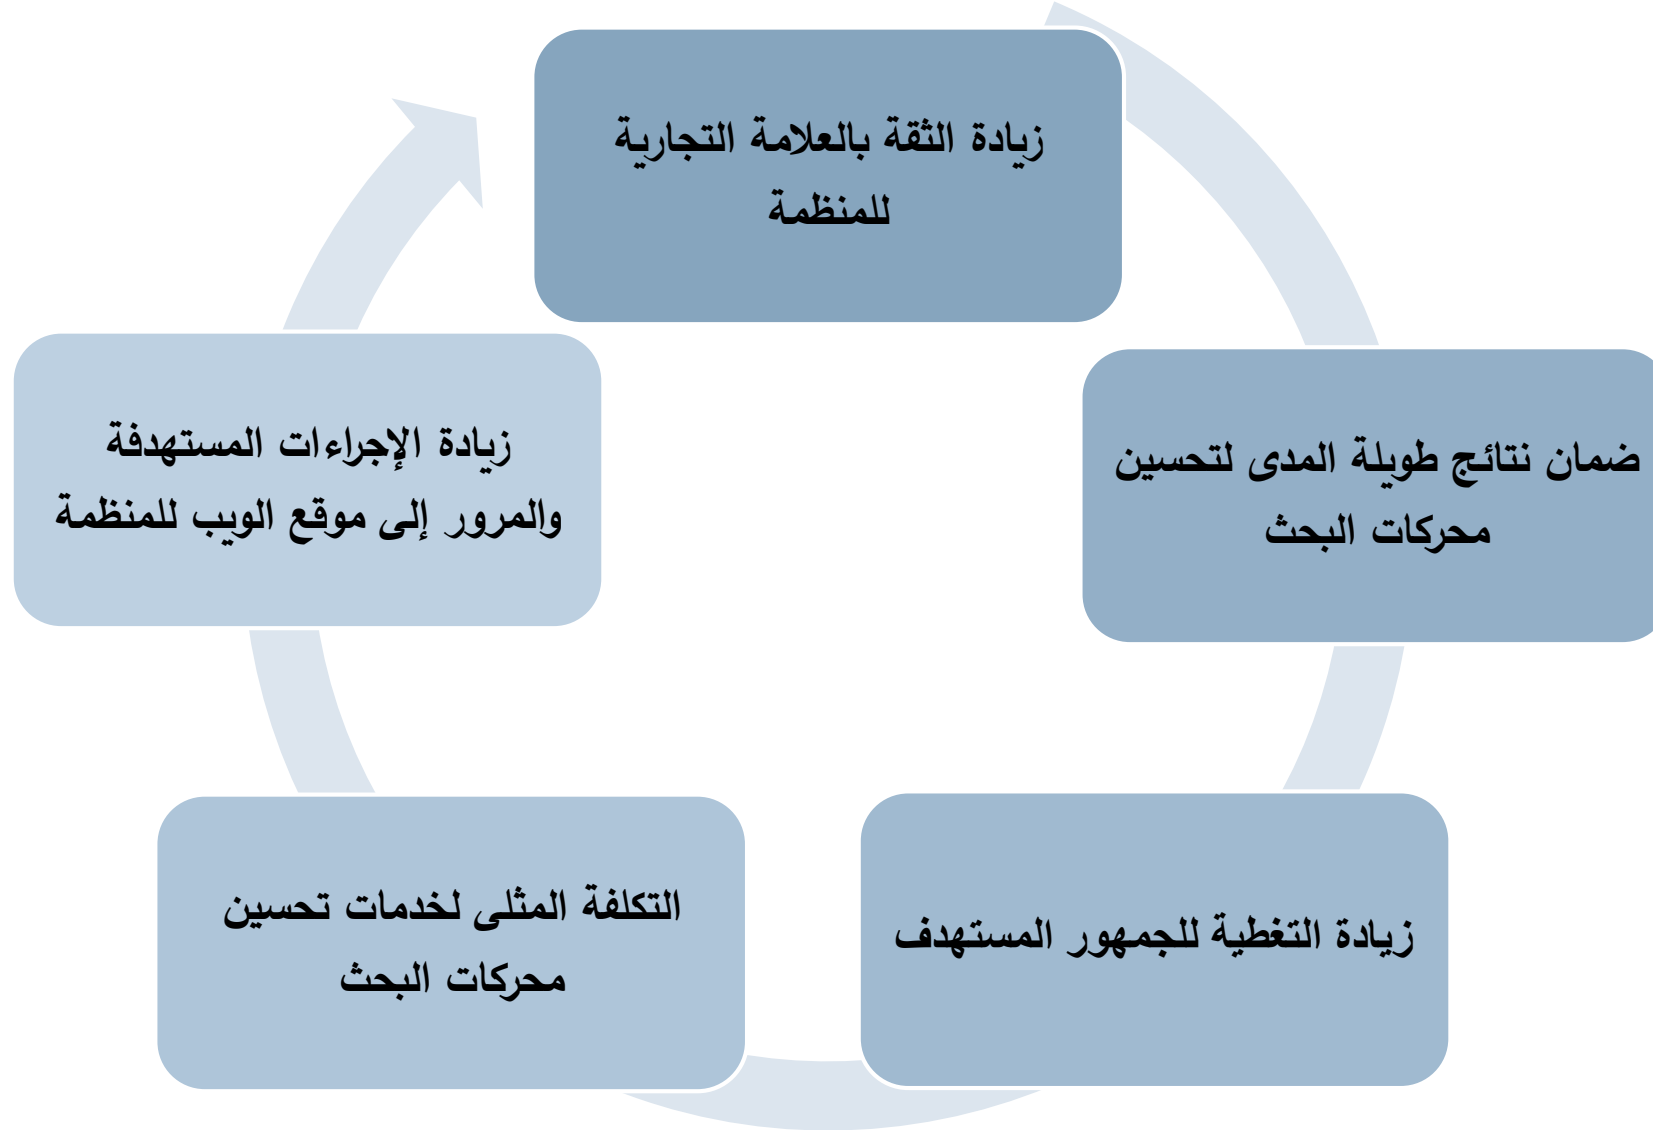 زيادة الثقة بالعلامة التجارية
للمنظمة
ضمان نتائج طويلة المدى لتحسين
محركات البحث
زيادة التغطية للجمهور المستهدف
التكلفة المثلى لخدمات تحسين
محركات البحث
زيادة الإجراءات المستهدفة
والمرور إلى موقع الويب للمنظمة